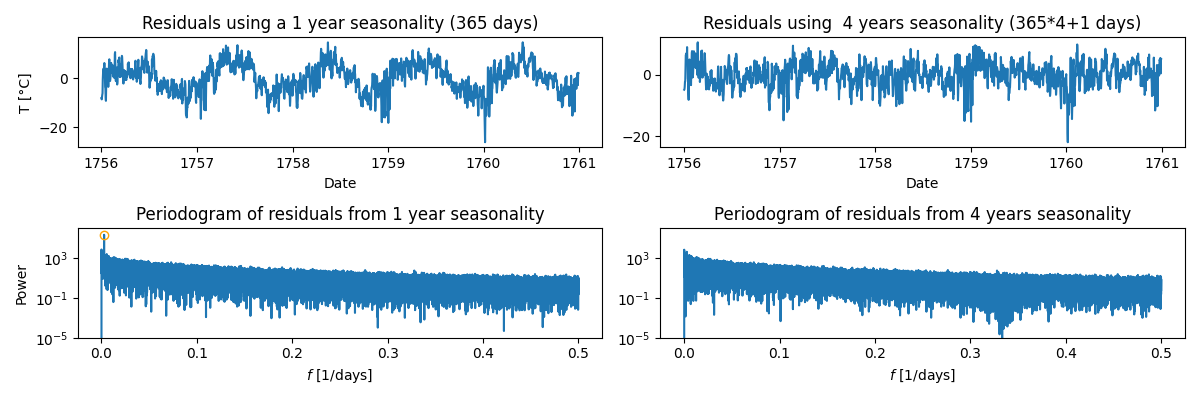 Residuals using a 1 year seasonality (365 days)
T [°C]
0
−20
1756 1757 1758 1759 1760 1761
Date
Residuals using  4 years seasonality (365*4+1 days)
0
−20
1756 1757 1758 1759 1760 1761
Date
Periodogram of residuals from 1 year seasonality
Power
10³
10⁻¹
10⁻⁵
0.0 0.1 0.2 0.3 0.4 0.5
f [1/days]
Periodogram of residuals from 4 years seasonality
10³
10⁻¹
10⁻⁵
0.0 0.1 0.2 0.3 0.4 0.5
f [1/days]